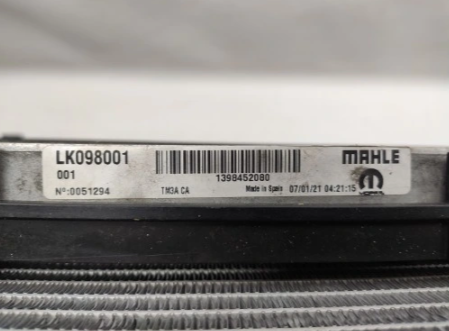 LK098001
001
Nº:0051294
1398452080
TM3A CA
Made in Spain
07/01/21 04:21:15
MAHLE